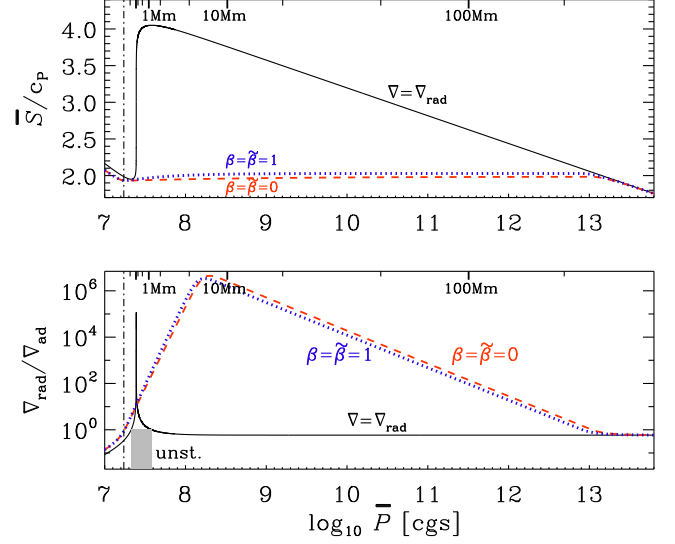 1Mm 10Mm 100Mm
4.0
3.5
3.0
2.5
2.0
S̅/c_P
∇=∇_rad
β=β̃=1
β=β̃=0
7 8 9 10 11 12 13
1Mm 10Mm 100Mm
10^6
10^4
10^2
10^0
∇_rad/∇_ad
β=β̃=1
β=β̃=0
∇=∇_rad
unst.
7 8 9 10 11 12 13
log_10 P̅ [cgs]